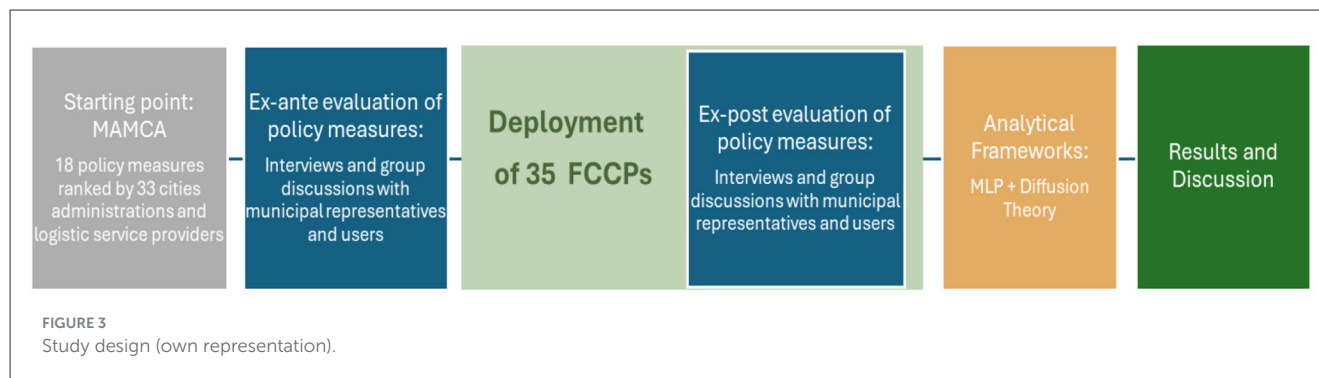 Starting point:
MAMCA
18 policy measures
ranked by 33 cities
administrations and
logistic service providers
Ex-ante evaluation of
policy measures:
Interviews and group
discussions with
municipal representatives
and users
Deployment
of 35 FCCPs
Ex-post evaluation of
policy measures:
Interviews and group
discussions with municipal
representatives and users
Analytical
Frameworks:
MLP + Diffusion
Theory
Results and
Discussion
FIGURE 3
Study design (own representation).